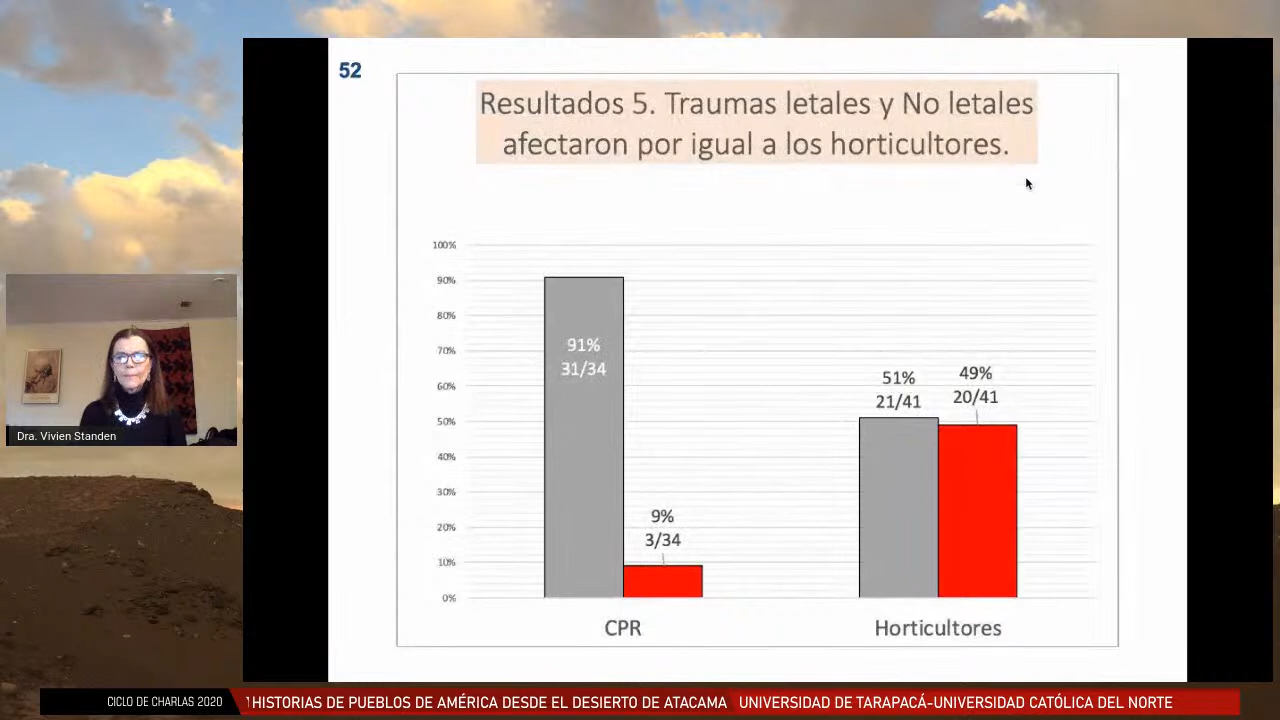 52
Resultados 5. Traumas letales y No letales
afectaron por igual a los horticultores.
100%
90%
80%
70%
60%
50%
40%
30%
20%
10%
0%
91%
31/34
9%
3/34
51%
21/41
49%
20/41
CPR
Horticultores
Dra. Vivien Standen
CICLO DE CHARLAS 2020
HISTORIAS DE PUEBLOS DE AMÉRICA DESDE EL DESIERTO DE ATACAMA
UNIVERSIDAD DE TARAPACÁ-UNIVERSIDAD CATÓLICA DEL NORTE